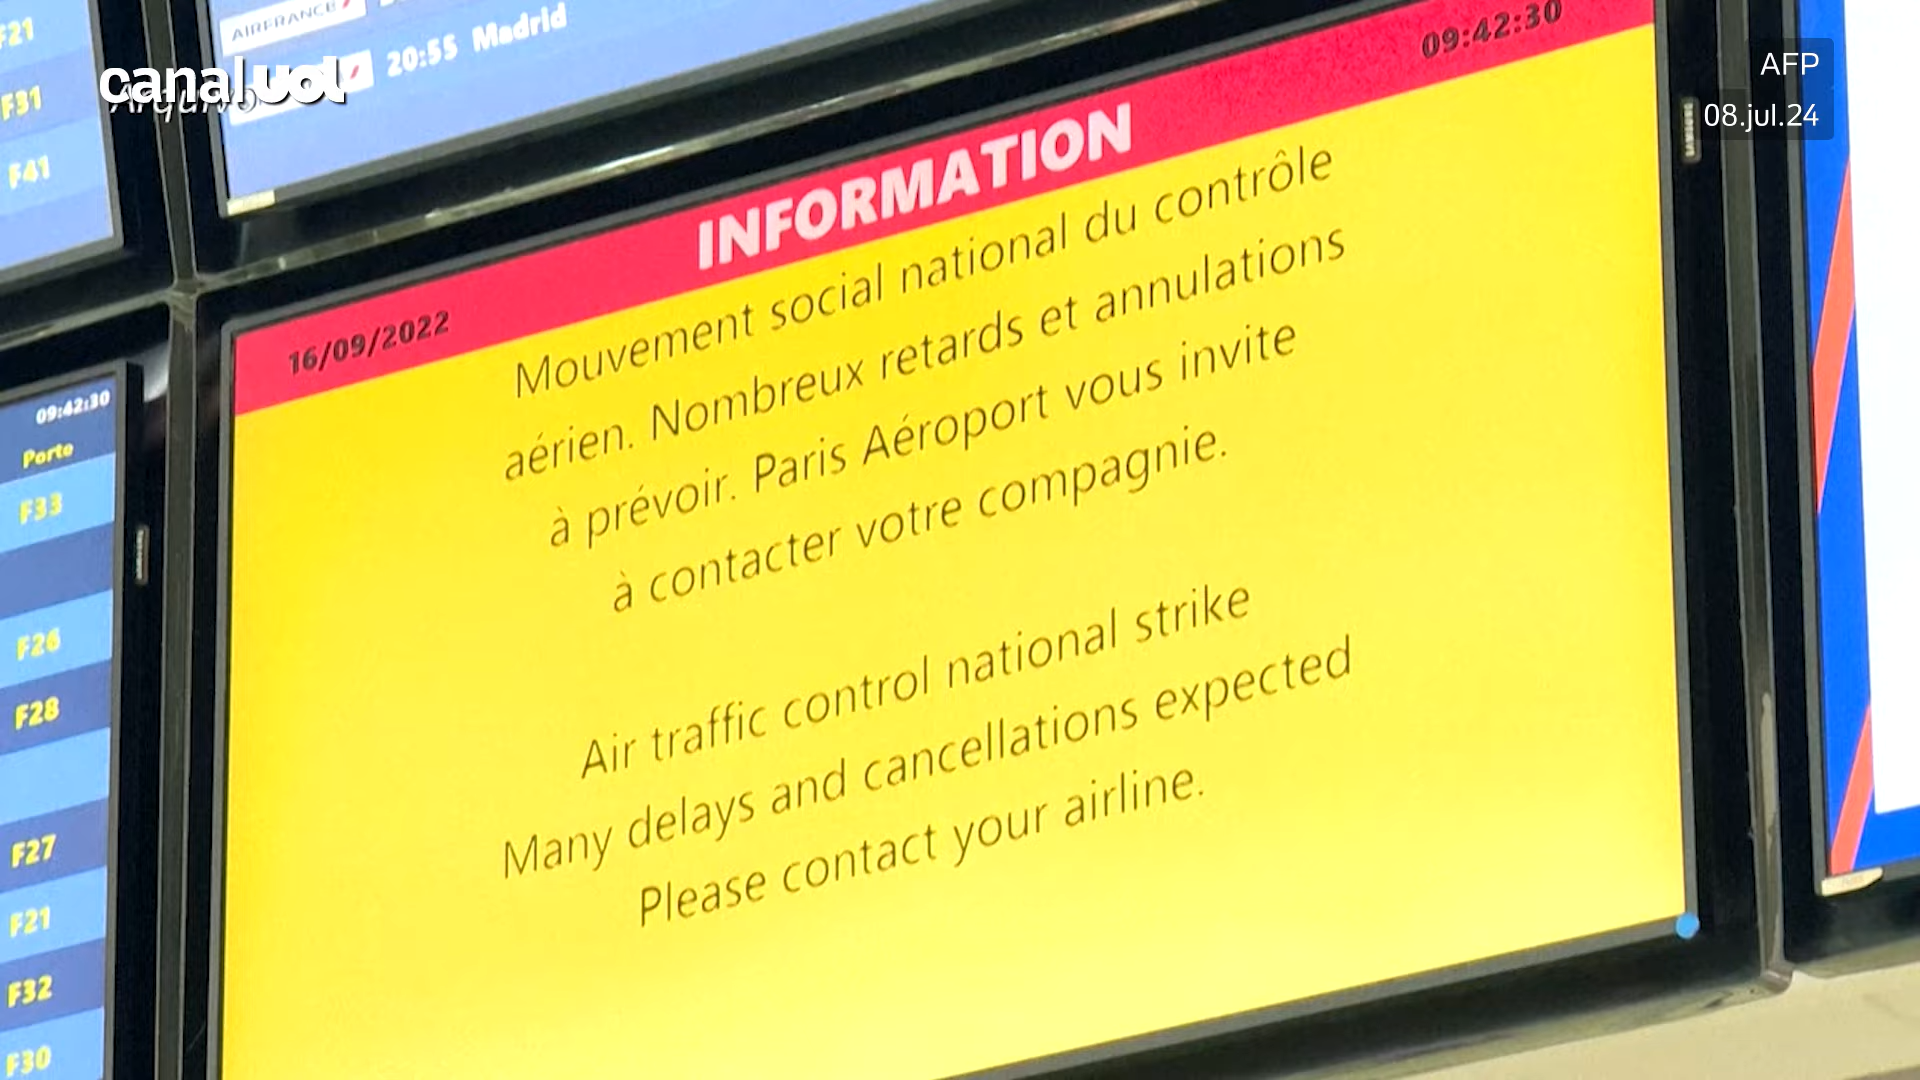 F21
F31
F41
AIRFRANCE
20:55 Madrid
canal uol
Arquivo
AFP
08.jul.24
09:42:30
INFORMATION
16/09/2022
Mouvement social national du contrôle
aérien. Nombreux retards et annulations
à prévoir. Paris Aéroport vous invite
à contacter votre compagnie.
Air traffic control national strike
Many delays and cancellations expected
Please contact your airline.
09:42:30
Porte
F33
F26
F28
F27
F21
F32
F30